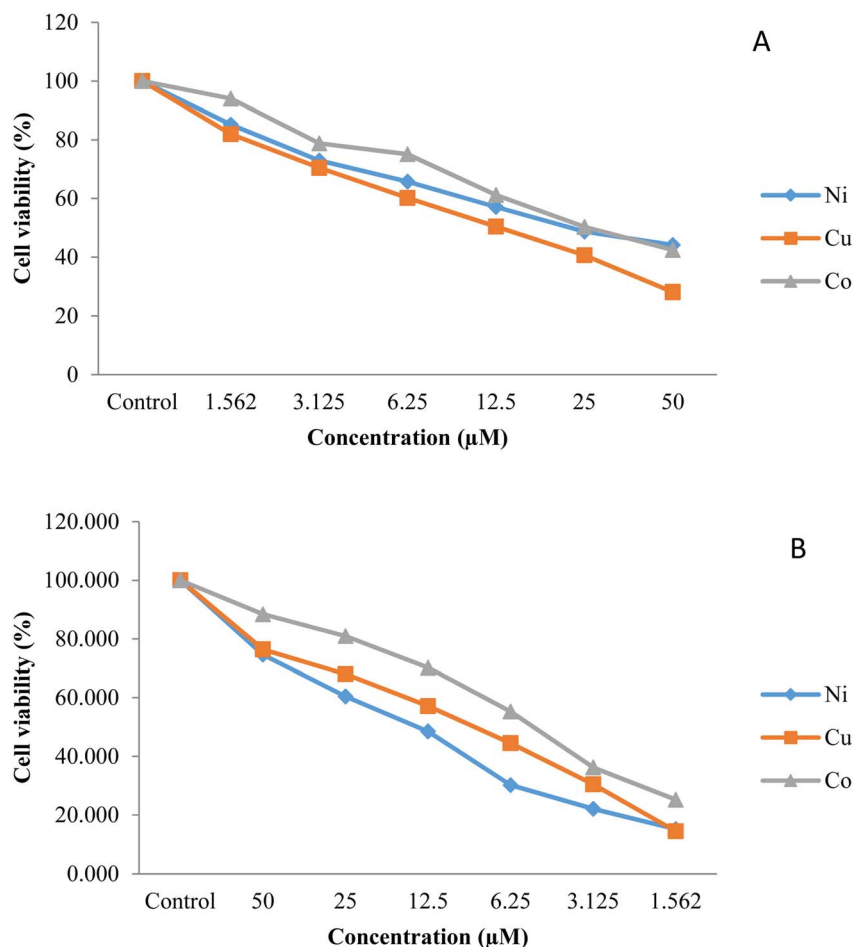 A
120
100
80
60
40
20
0
Cell viability (%)
Control 1.562 3.125 6.25 12.5 25 50
Concentration (µM)
Ni
Cu
Co
B
120.000
100.000
80.000
60.000
40.000
20.000
0.000
Cell viability (%)
Control 50 25 12.5 6.25 3.125 1.562
Concentration (µM)
Ni
Cu
Co